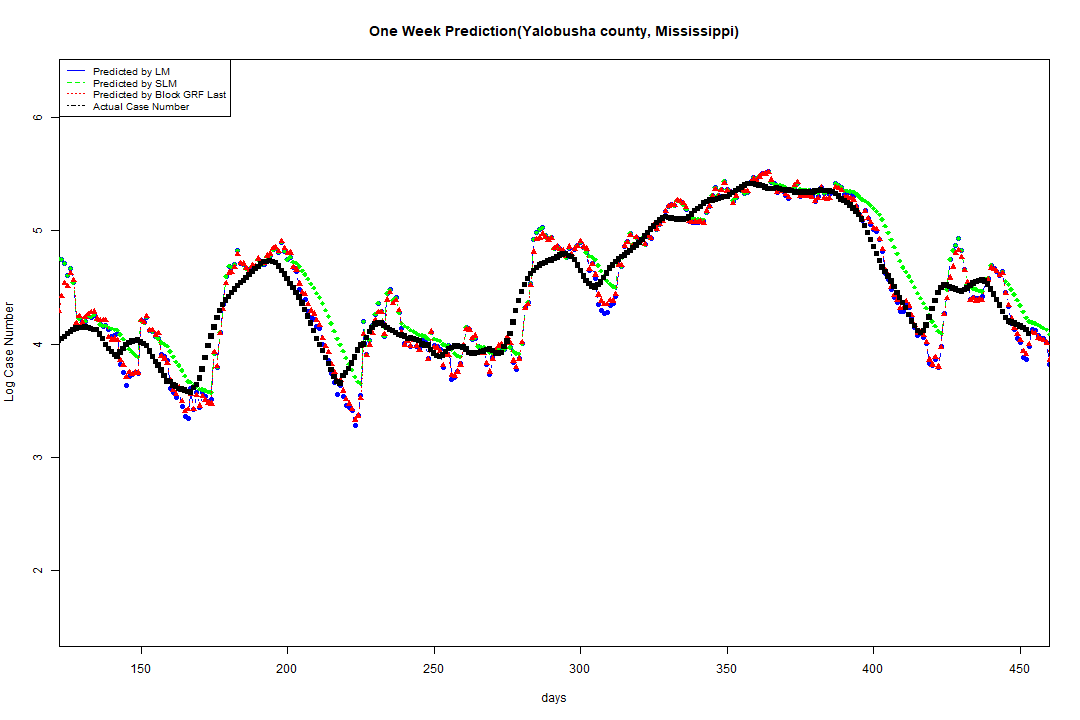 One Week Prediction(Yalobusha county, Mississippi)
Predicted by LM
Predicted by SLM
Predicted by Block GRF Last
Actual Case Number
6
5
4
3
2
Log Case Number
150 200 250 300 350 400 450
days